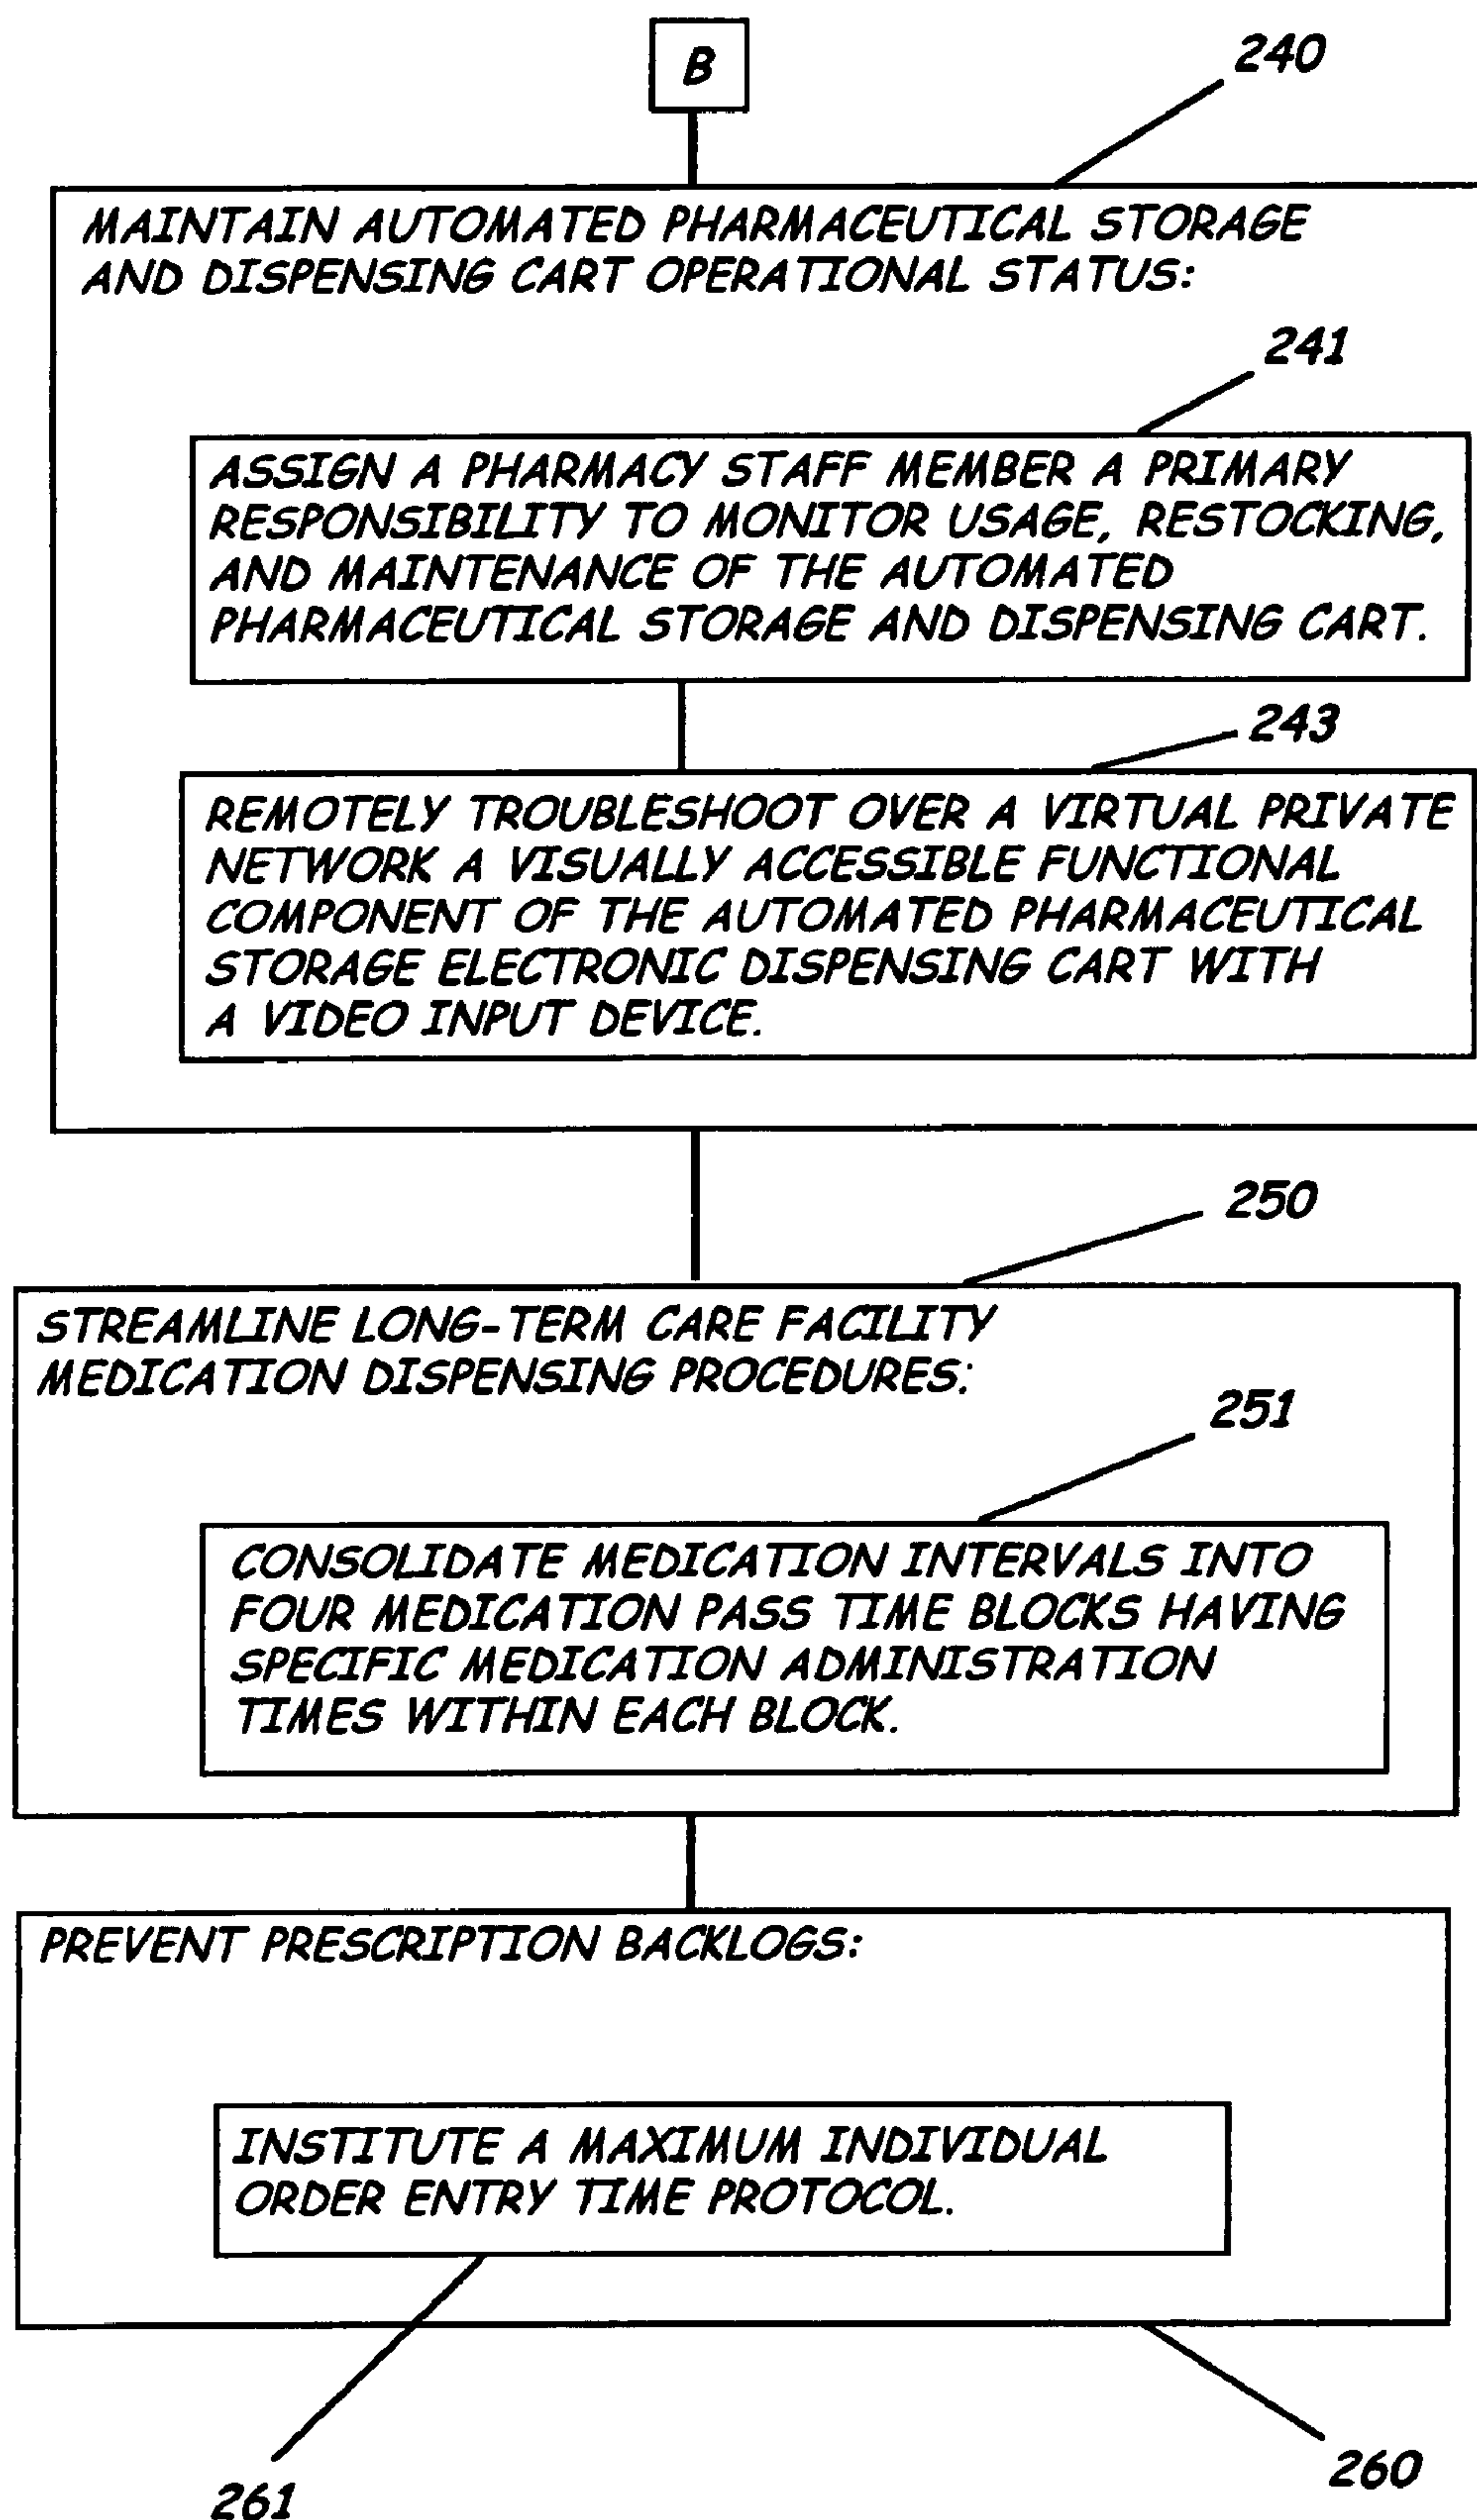 B
240
MAINTAIN AUTOMATED PHARMACEUTICAL STORAGE
AND DISPENSING CART OPERATIONAL STATUS:
241
ASSIGN A PHARMACY STAFF MEMBER A PRIMARY
RESPONSIBILITY TO MONITOR USAGE, RESTOCKING,
AND MAINTENANCE OF THE AUTOMATED
PHARMACEUTICAL STORAGE AND DISPENSING CART.
243
REMOTELY TROUBLESHOOT OVER A VIRTUAL PRIVATE
NETWORK A VISUALLY ACCESSIBLE FUNCTIONAL
COMPONENT OF THE AUTOMATED PHARMACEUTICAL
STORAGE ELECTRONIC DISPENSING CART WITH
A VIDEO INPUT DEVICE.
250
STREAMLINE LONG-TERM CARE FACILITY
MEDICATION DISPENSING PROCEDURES:
251
CONSOLIDATE MEDICATION INTERVALS INTO
FOUR MEDICATION PASS TIME BLOCKS HAVING
SPECIFIC MEDICATION ADMINISTRATION
TIMES WITHIN EACH BLOCK.
PREVENT PRESCRIPTION BACKLOGS:
INSTITUTE A MAXIMUM INDIVIDUAL
ORDER ENTRY TIME PROTOCOL.
261
260